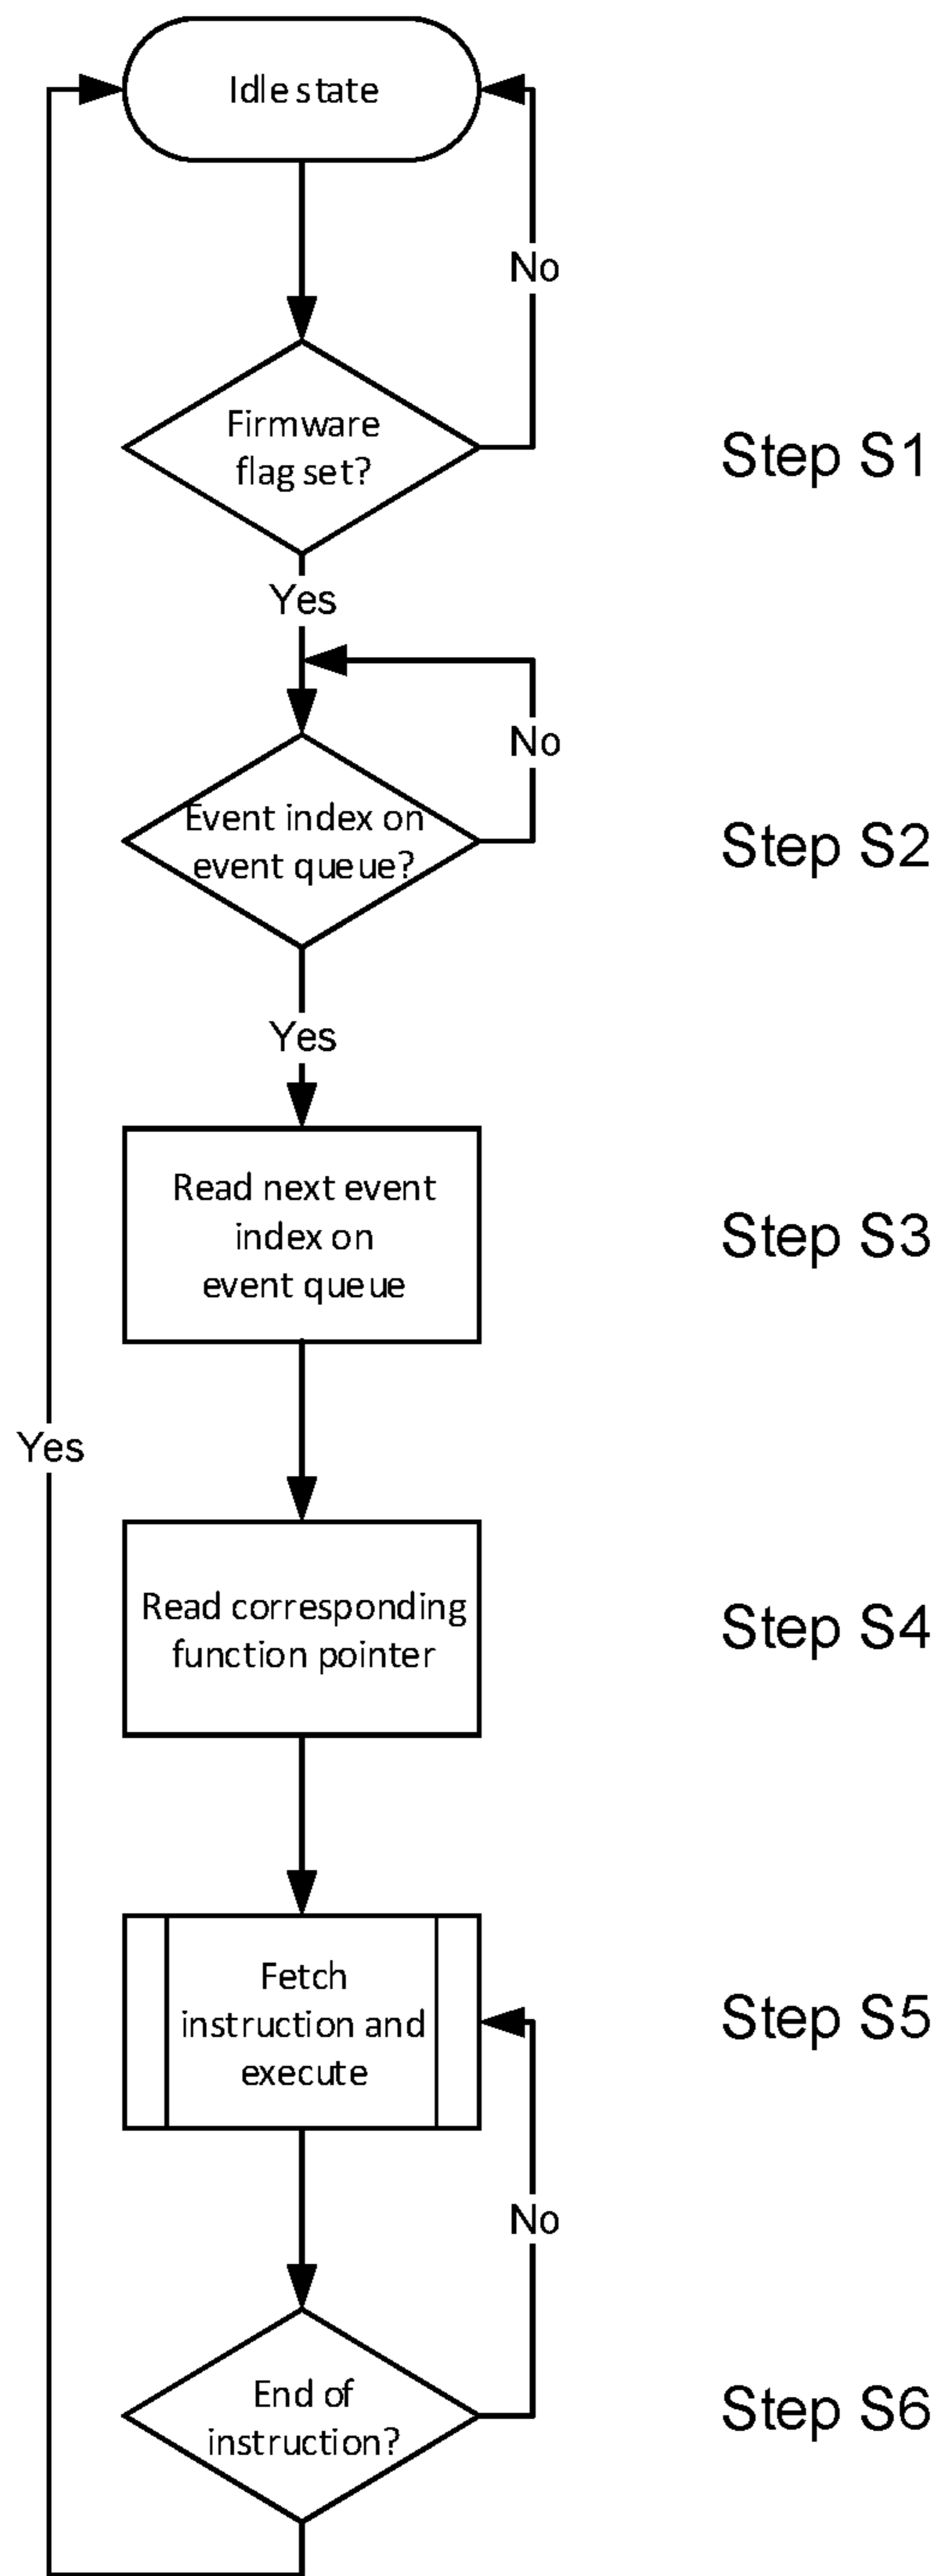 Idle state
No
Firmware
flag set?
Step S1
Yes
No
Event index on
event queue?
Step S2
Yes
Read next event
index on
event queue
Step S3
Yes
Read corresponding
function pointer
Step S4
Fetch
instruction and
execute
Step S5
No
End of
instruction?
Step S6